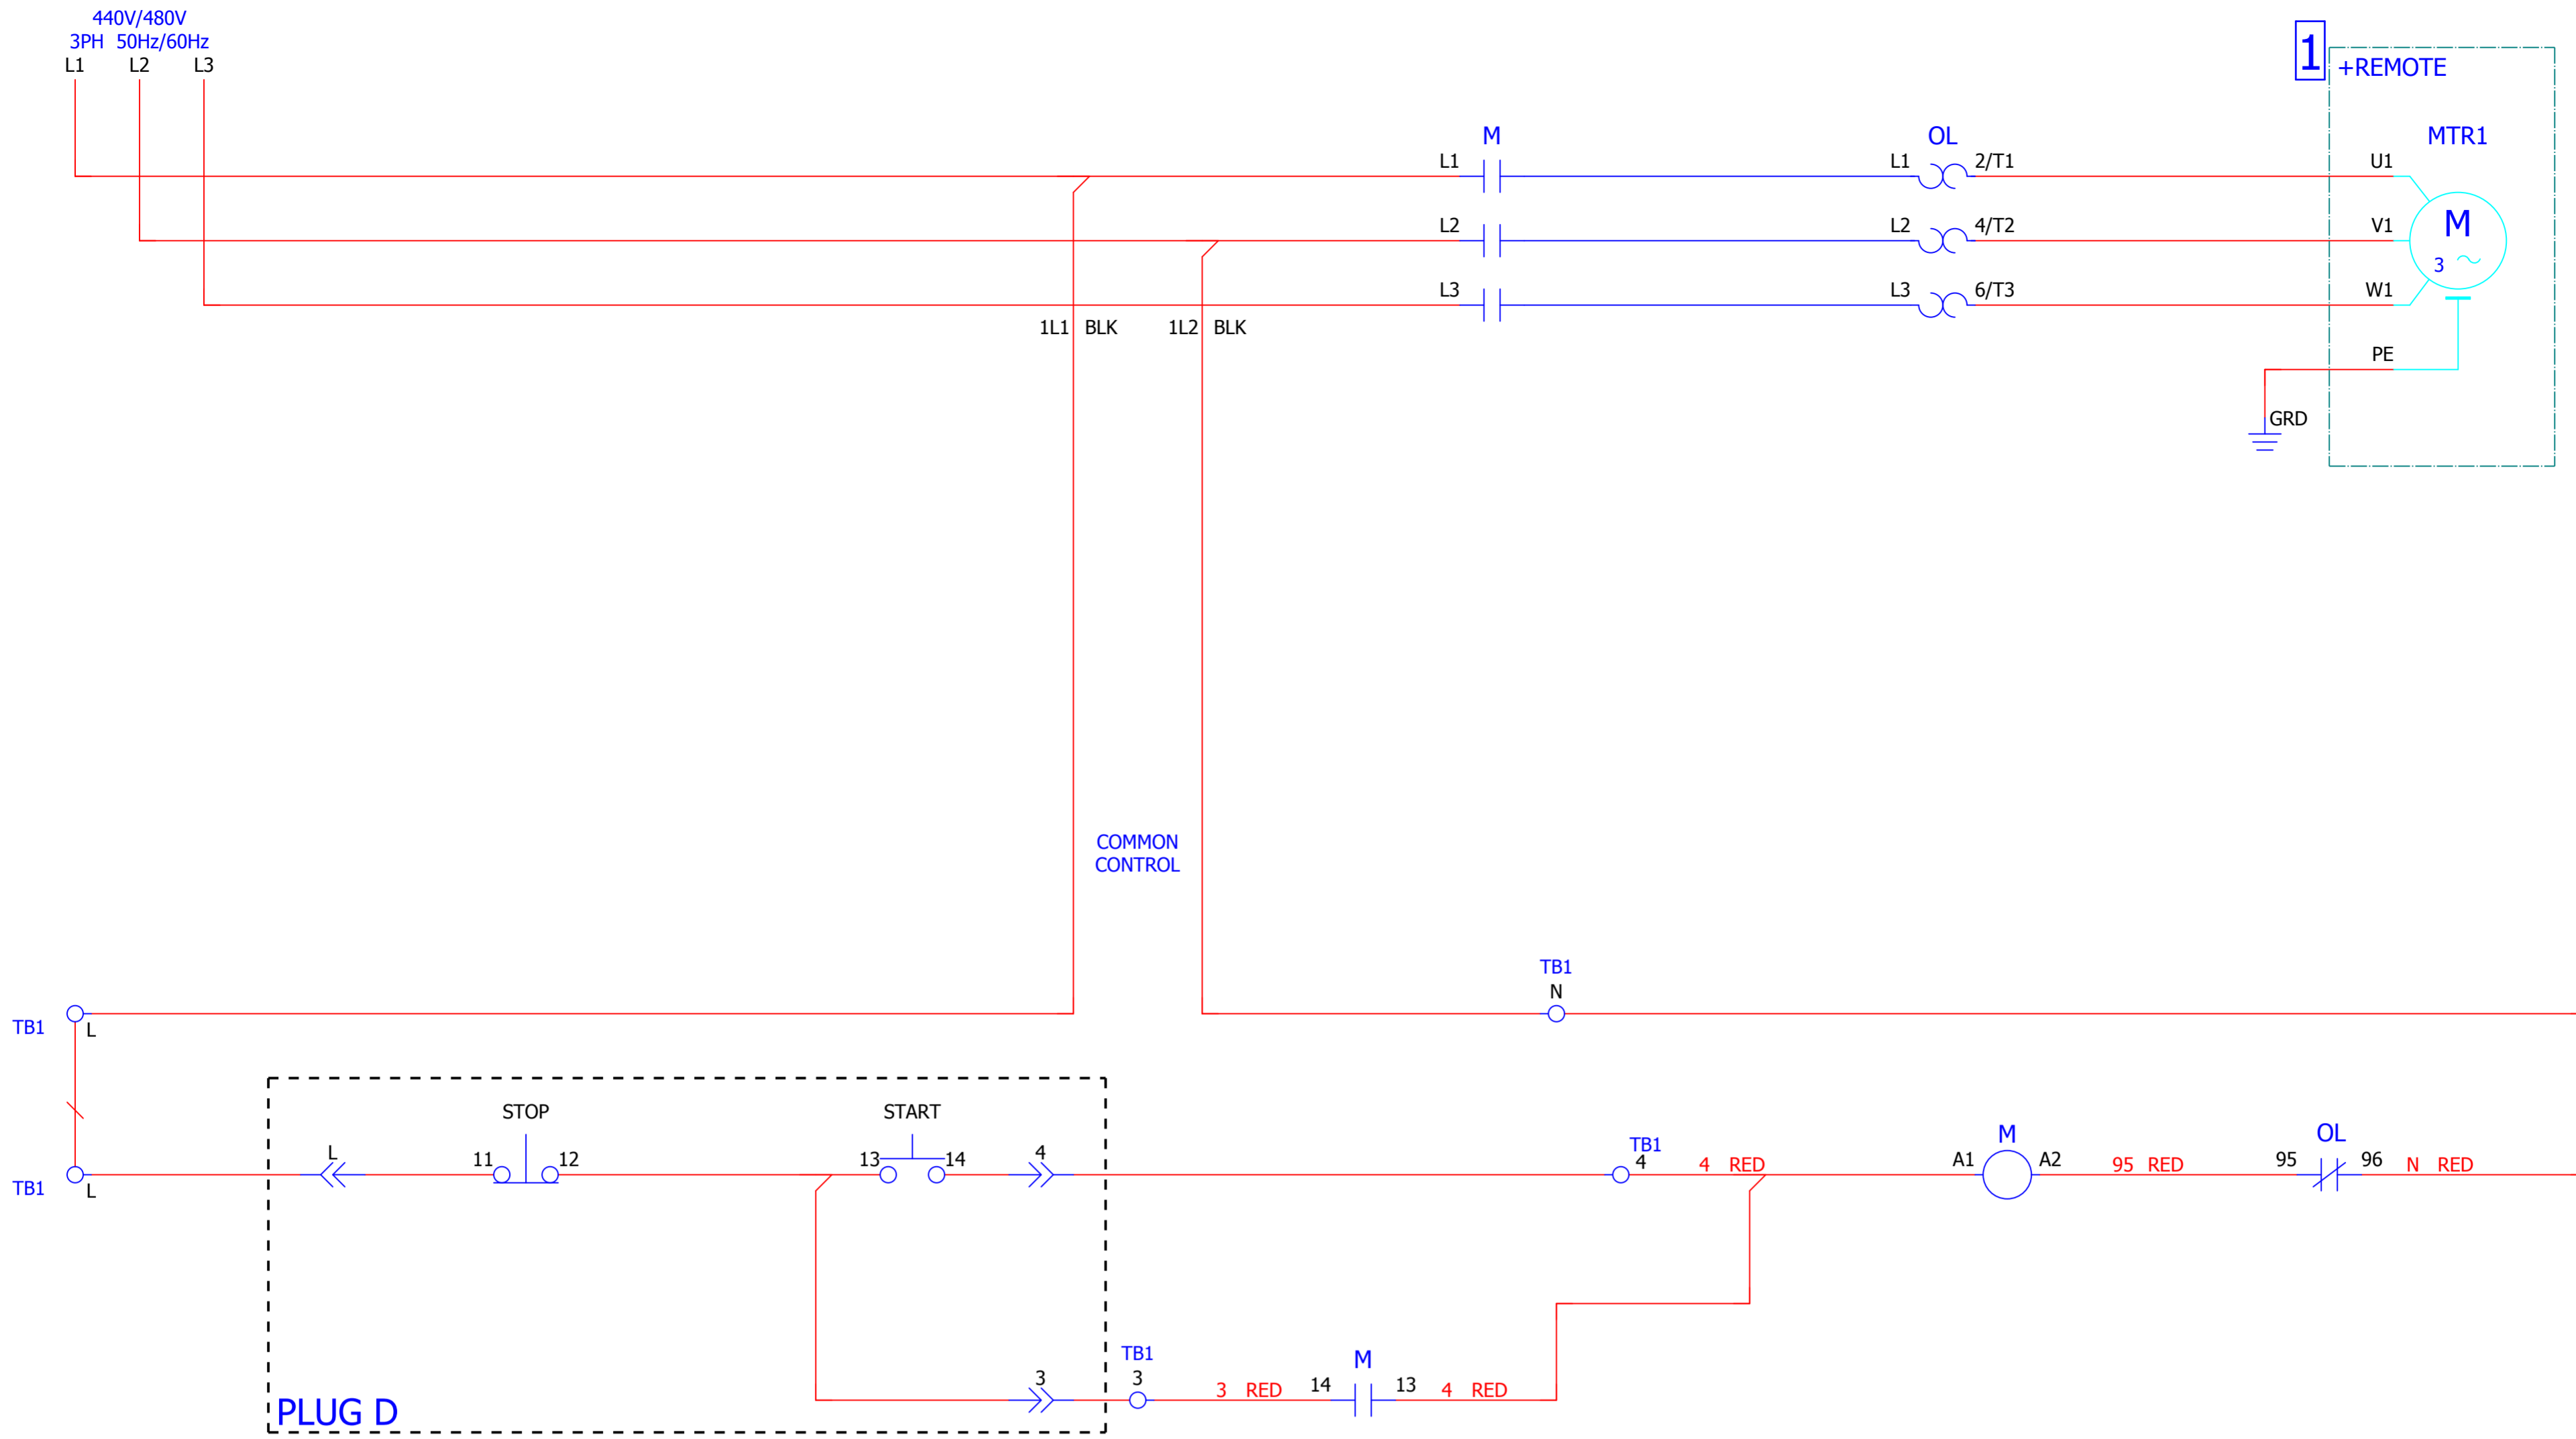 440V/480V
3PH 50Hz/60Hz
L1 L2 L3
1
+REMOTE
M OL MTR1
L1 L1 2/T1 U1
L2 L2 4/T2 V1
M
3 ~
L3 L3 6/T3 W1
1L1 BLK 1L2 BLK
PE
GRD
COMMON
CONTROL
TB1
N
TB1 L
STOP START
TB1 M OL
L 11 12 13 14 4 4 4 RED A1 A2 95 RED 95 96 N RED
TB1 L
TB1 M
3 3 3 RED 14 13 4 RED
PLUG D